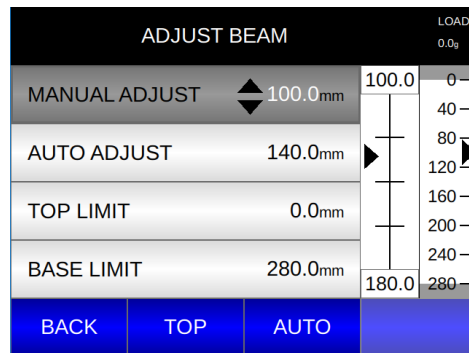 ADJUST BEAM
LOAD
0.0g
MANUAL ADJUST 100.0mm
AUTO ADJUST 140.0mm
TOP LIMIT 0.0mm
BASE LIMIT 280.0mm
100.0
180.0
0
40
80
120
160
200
240
280
BACK TOP AUTO